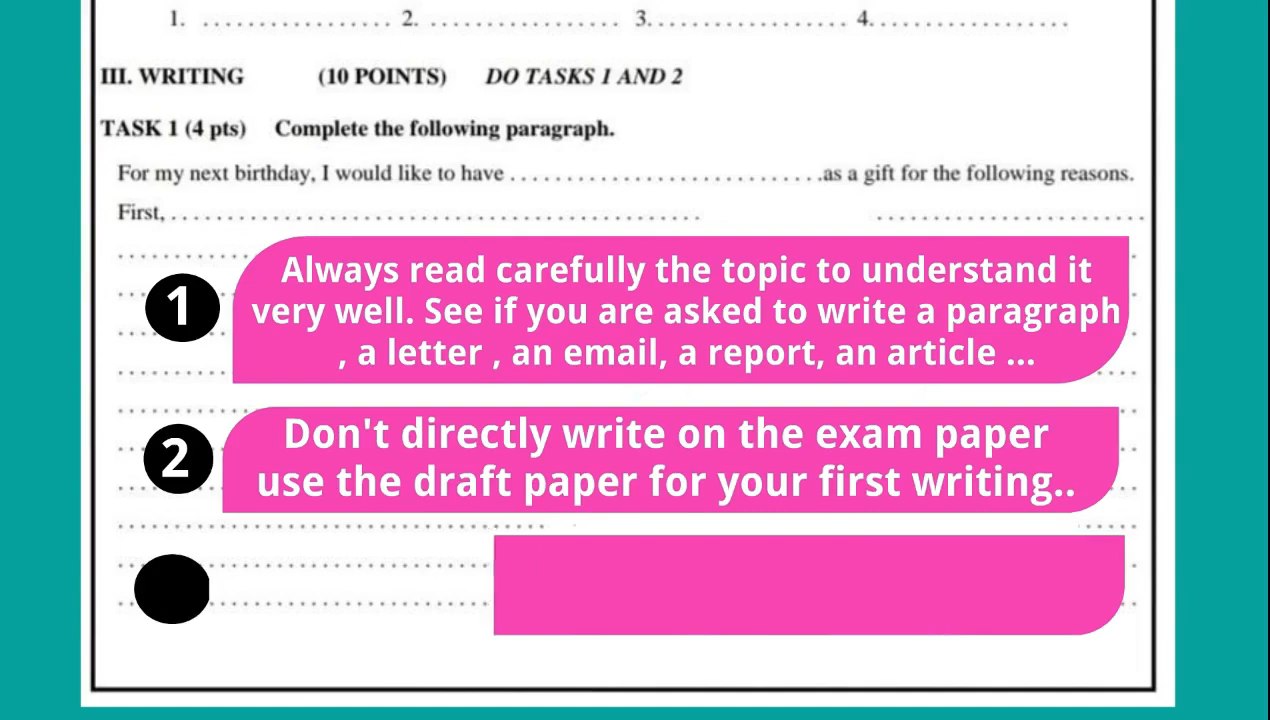 1. .................. 2. .................. 3................... 4...................
III. WRITING (10 POINTS) DO TASKS 1 AND 2
TASK 1 (4 pts) Complete the following paragraph.
For my next birthday, I would like to have ............................as a gift for the following reasons.
First, ................................................ ........................
1
Always read carefully the topic to understand it
very well. See if you are asked to write a paragraph
, a letter , an email, a report, an article ...
2
Don't directly write on the exam paper
use the draft paper for your first writing..